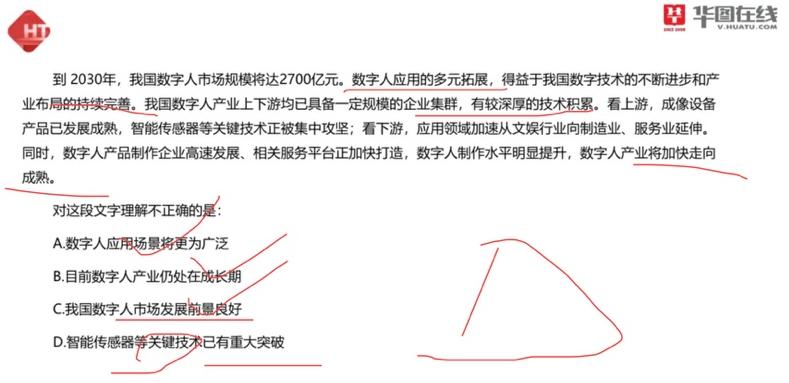 HT
华图在线
SINCE 2001
V.HUATU.COM
到 2030年，我国数字人市场规模将达2700亿元。数字人应用的多元拓展，得益于我国数字技术的不断进步和产
业布局的持续完善。我国数字人产业上下游均已具备一定规模的企业集群，有较深厚的技术积累。看上游，成像设备
产品已发展成熟，智能传感器等关键技术正被集中攻坚；看下游，应用领域加速从文娱行业向制造业、服务业延伸。
同时，数字人产品制作企业高速发展、相关服务平台正加快打造，数字人制作水平明显提升，数字人产业将加快走向
成熟。
对这段文字理解不正确的是：
A.数字人应用场景将更为广泛
B.目前数字人产业仍处在成长期
C.我国数字人市场发展前景良好
D.智能传感器等关键技术已有重大突破